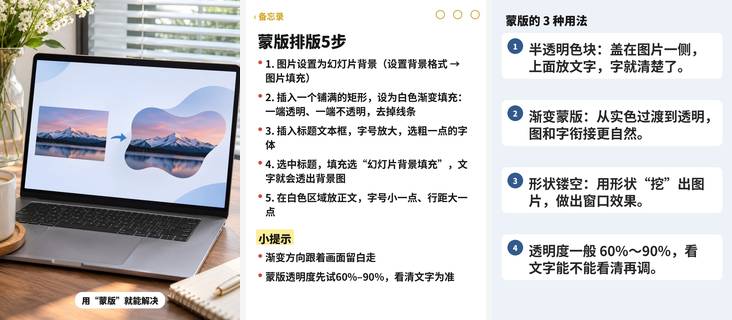 用“蒙版”就能解决
‹ 备忘录
蒙版排版5步
• 1. 图片设置为幻灯片背景（设置背景格式 →
图片填充）
• 2. 插入一个铺满的矩形，设为白色渐变填充：
一端透明、一端不透明，去掉线条
• 3. 插入标题文本框，字号放大，选粗一点的字
体
• 4. 选中标题，填充选“幻灯片背景填充”，文
字就会透出背景图
• 5. 在白色区域放正文，字号小一点、行距大一
点
小提示
• 渐变方向跟着画面留白走
• 蒙版透明度先试60%–90%，看清文字为准
蒙版的 3 种用法
1 半透明色块：盖在图片一侧，
上面放文字，字就清楚了。
2 渐变蒙版：从实色过渡到透明，
图和字衔接更自然。
3 形状镂空：用形状“挖”出图
片，做出窗口效果。
4 透明度一般 60%～90%，看
文字能不能看清再调。